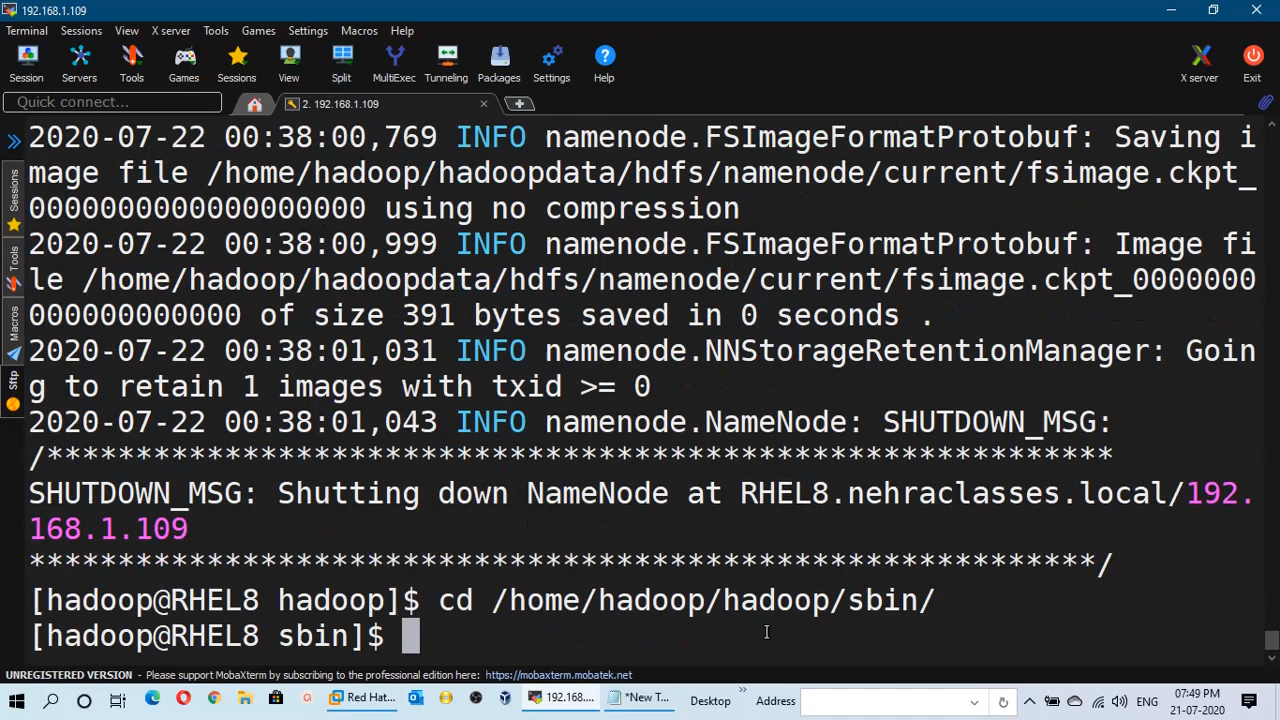 192.168.1.109
Terminal Sessions View X server Tools Games Settings Macros Help
Session Servers Tools Games Sessions View Split MultiExec Tunneling Packages Settings Help X server Exit
Quick connect...
2. 192.168.1.109
Sessions
Tools
Macros
Sftp
2020-07-22 00:38:00,769 INFO namenode.FSImageFormatProtobuf: Saving i
mage file /home/hadoop/hadoopdata/hdfs/namenode/current/fsimage.ckpt_
0000000000000000000 using no compression
2020-07-22 00:38:00,999 INFO namenode.FSImageFormatProtobuf: Image fi
le /home/hadoop/hadoopdata/hdfs/namenode/current/fsimage.ckpt_0000000
000000000000 of size 391 bytes saved in 0 seconds .
2020-07-22 00:38:01,031 INFO namenode.NNStorageRetentionManager: Goin
g to retain 1 images with txid >= 0
2020-07-22 00:38:01,043 INFO namenode.NameNode: SHUTDOWN_MSG:
/************************************************************
SHUTDOWN_MSG: Shutting down NameNode at RHEL8.nehraclasses.local/192.
168.1.109
************************************************************/
[hadoop@RHEL8 hadoop]$ cd /home/hadoop/hadoop/sbin/
[hadoop@RHEL8 sbin]$
UNREGISTERED VERSION - Please support MobaXterm by subscribing to the professional edition here: https://mobaxterm.mobatek.net
Red Hat... 192.168.... *New T... Desktop Address ENG 07:49 PM
21-07-2020